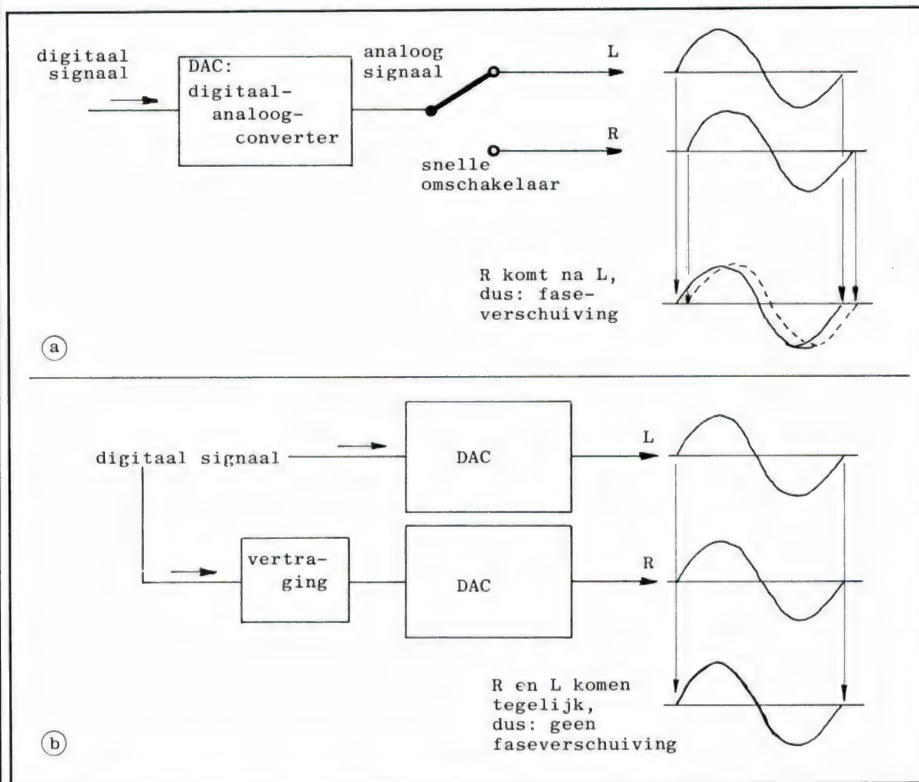 digitaal
signaal
DAC:
digitaal-
analoog-
converter
analoog
signaal
L
R
snelle
omschakelaar
R komt na L,
dus: fase-
verschuiving
a
digitaal signaal
DAC
L
vertra-
ging
DAC
R
R en L komen
tegelijk,
dus: geen
faseverschuiving
b